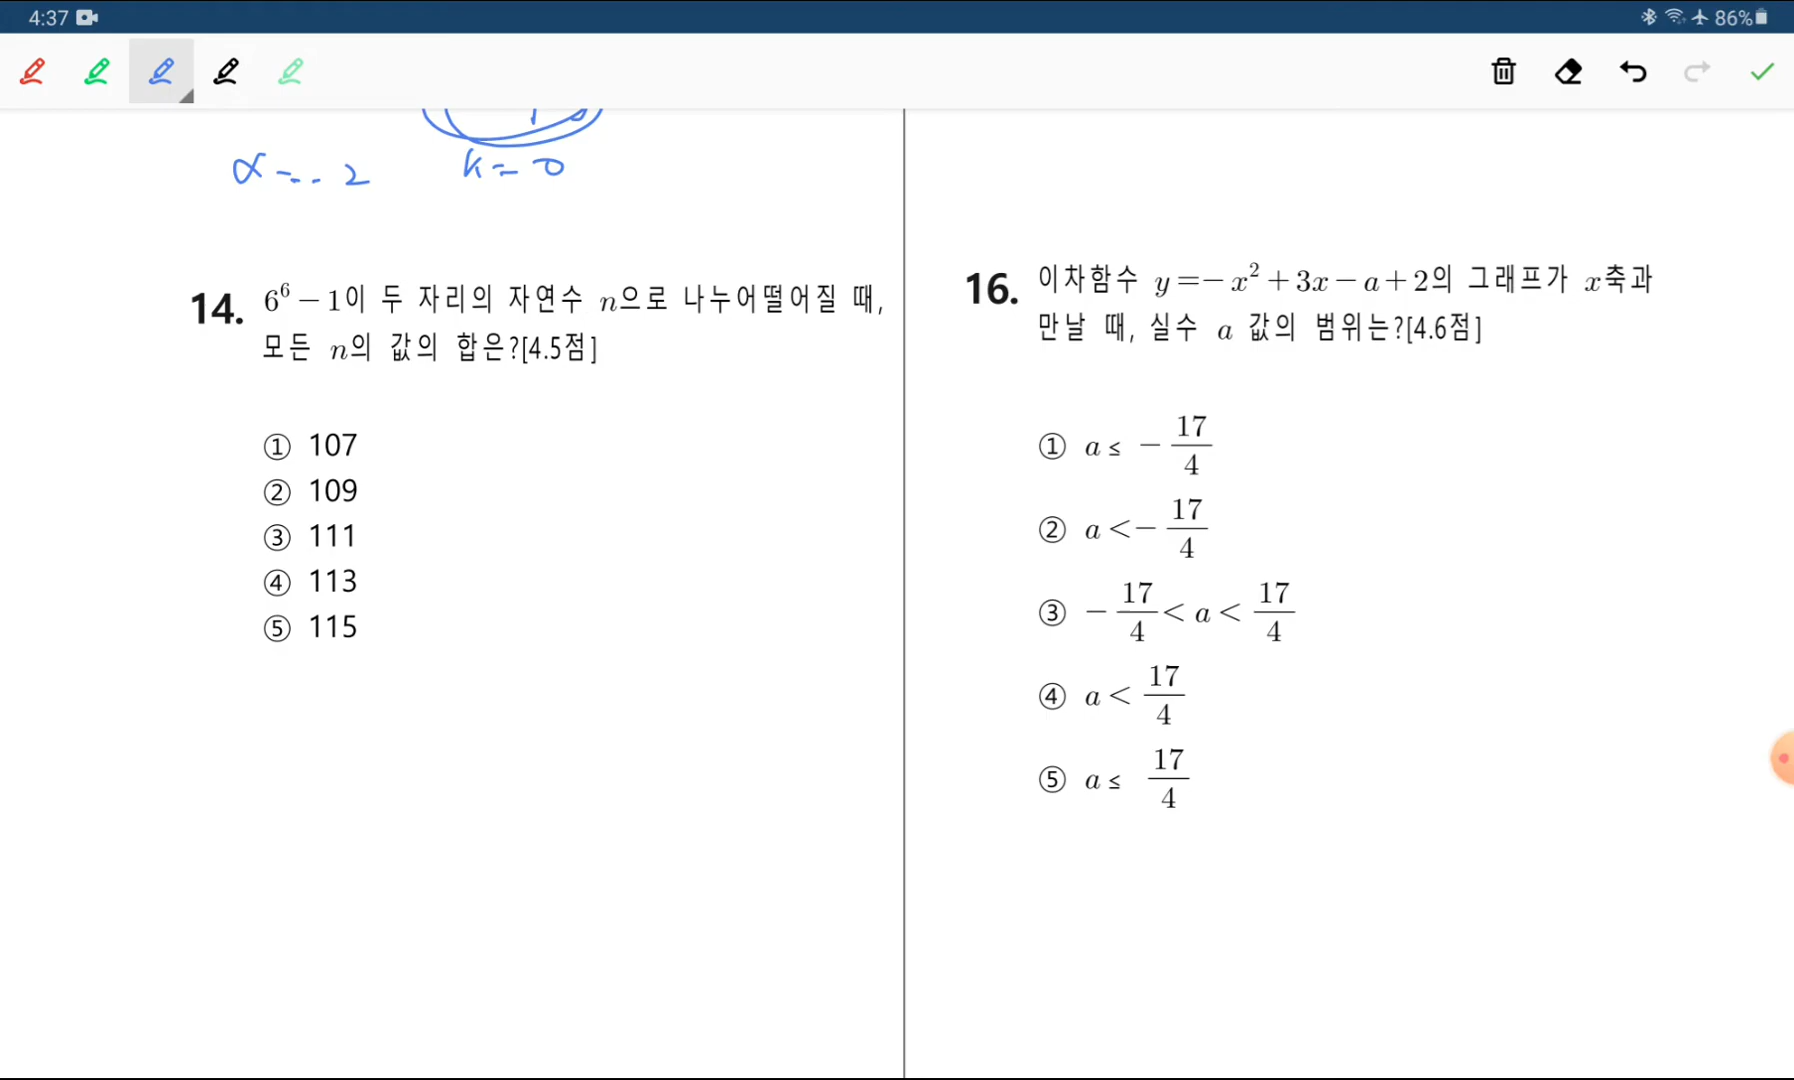 4:37
86%
α = -2
k = 0
14. 6⁶ − 1이 두 자리의 자연수 n으로 나누어떨어질 때,
모든 n의 값의 합은?[4.5점]
① 107
② 109
③ 111
④ 113
⑤ 115
16. 이차함수 y = − x² + 3x − a + 2의 그래프가 x축과
만날 때, 실수 a 값의 범위는?[4.6점]
① a ≤ − 17/4
② a < − 17/4
③ − 17/4 < a < 17/4
④ a < 17/4
⑤ a ≤ 17/4